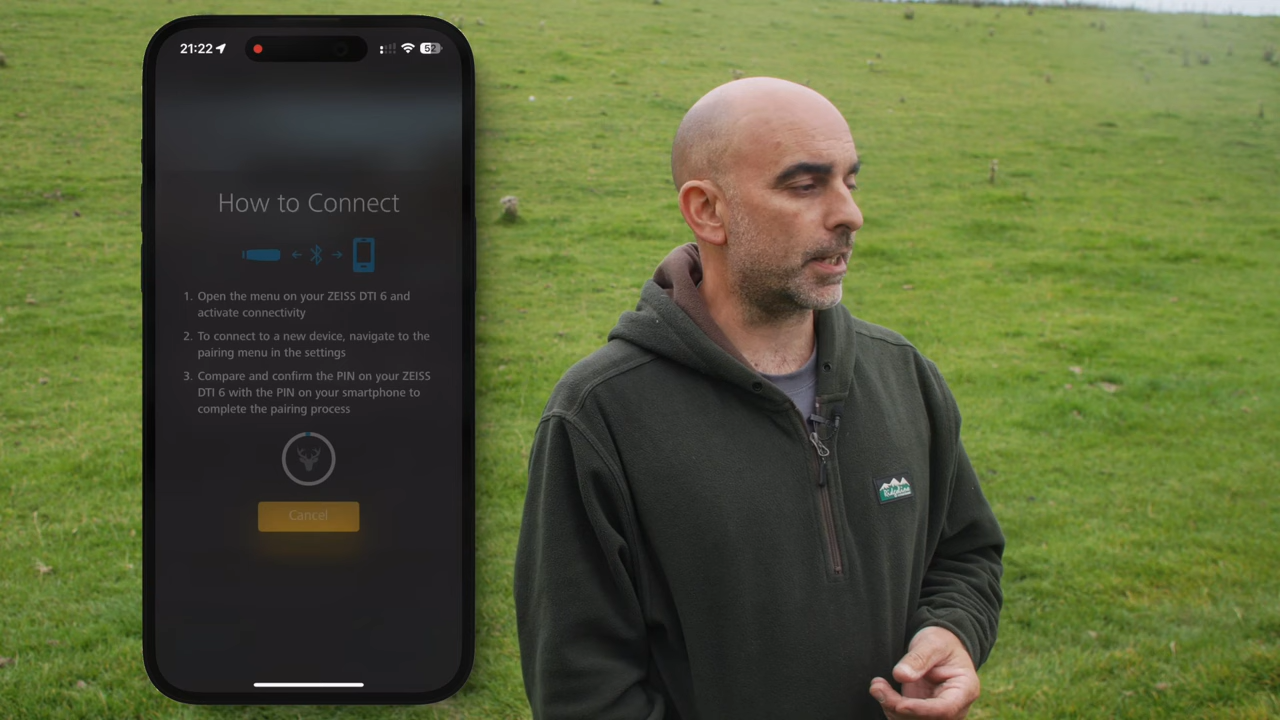 21:22
52
How to Connect
1. Open the menu on your ZEISS DTI 6 and
activate connectivity
2. To connect to a new device, navigate to the
pairing menu in the settings
3. Compare and confirm the PIN on your ZEISS
DTI 6 with the PIN on your smartphone to
complete the pairing process
Cancel
Ridgeline